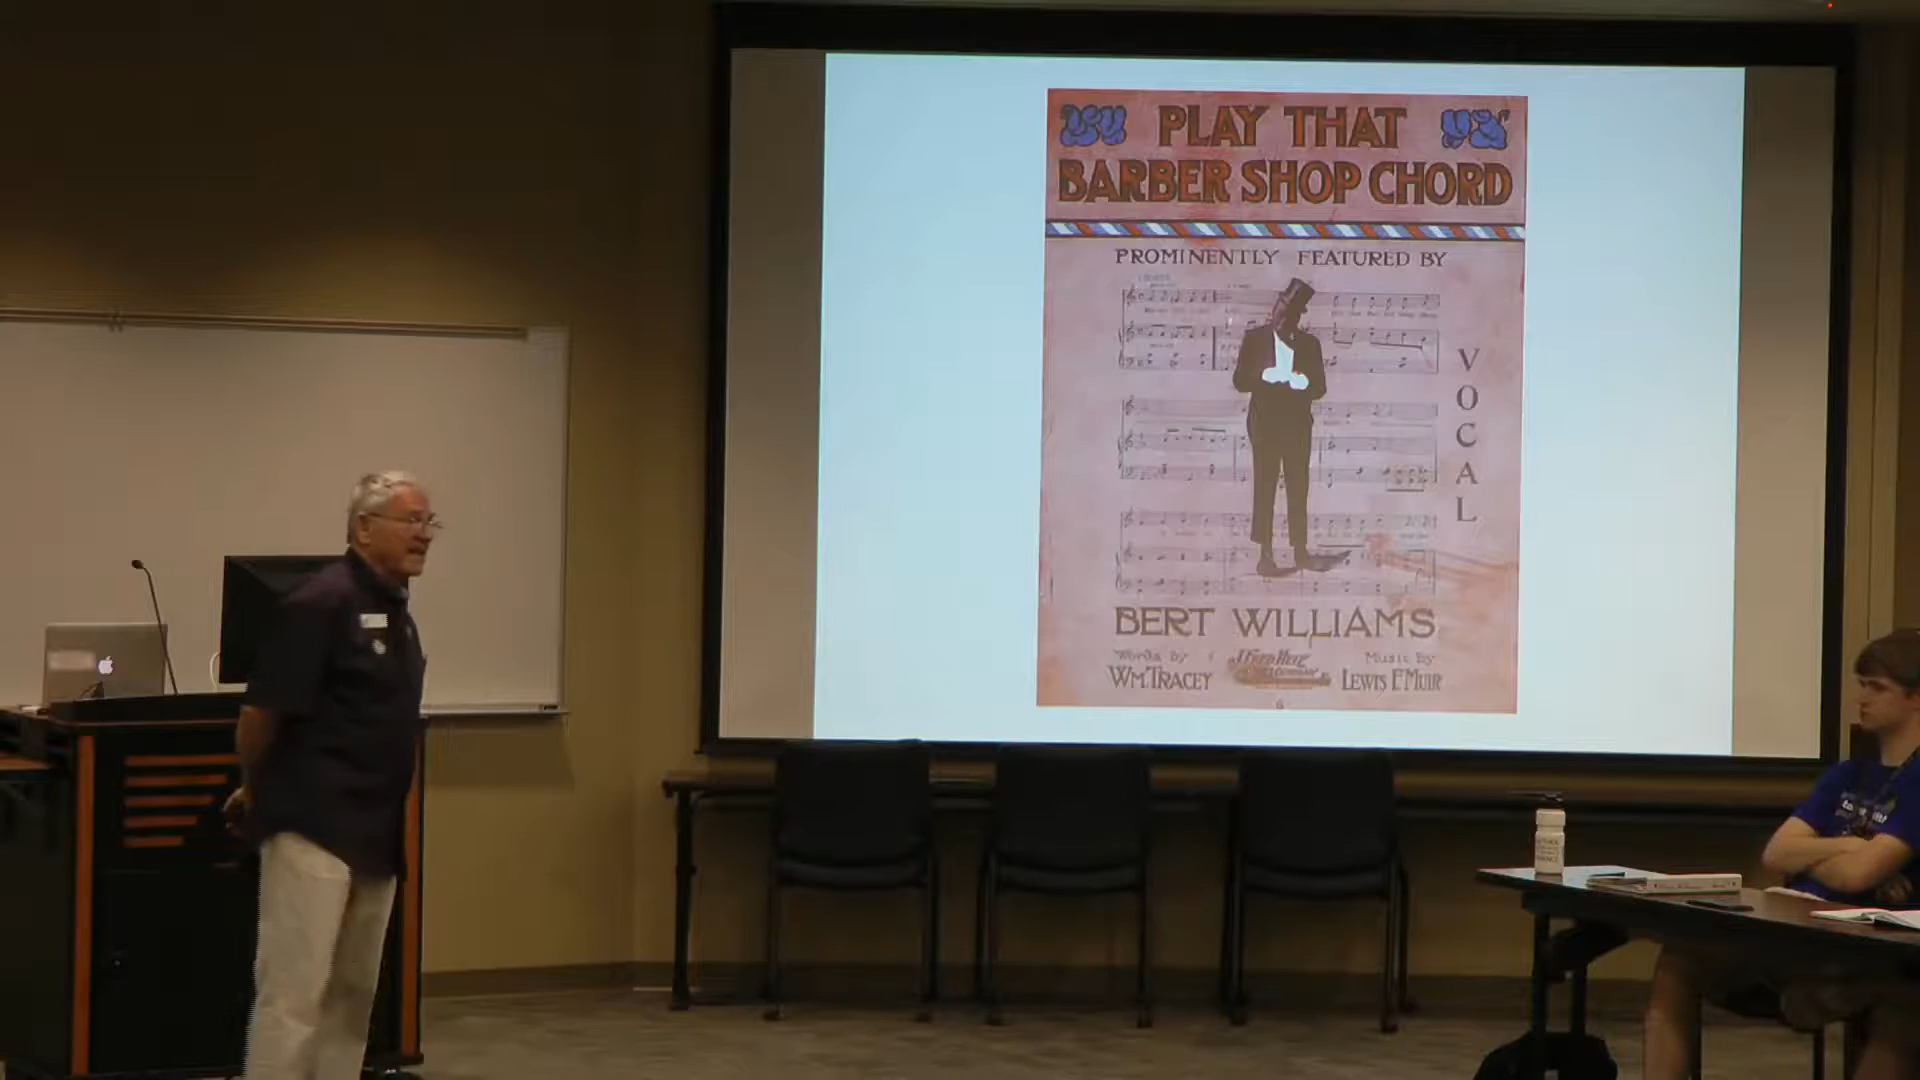 PLAY THAT
BARBER SHOP CHORD
PROMINENTLY FEATURED BY
VOCAL
BERT WILLIAMS
Words by
WM. TRACEY
Music By
LEWIS F. MUIR